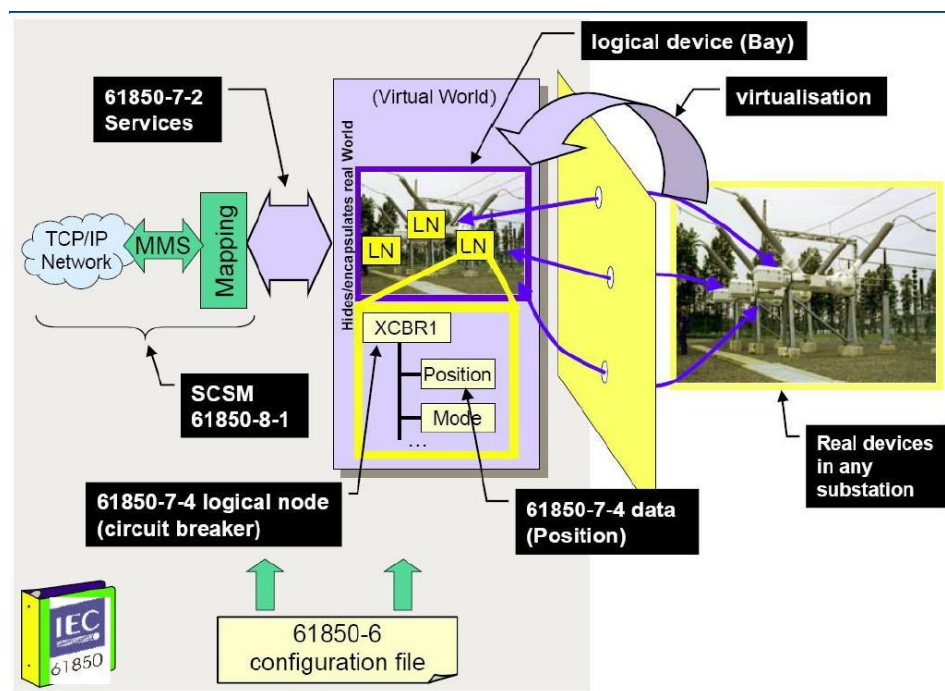 logical device (Bay)
61850-7-2
Services
(Virtual World)
virtualisation
Hides/encapsulates real World
LN
LN
LN
TCP/IP
Network
MMS
Mapping
XCBR1
Position
Mode
...
SCSM
61850-8-1
Real devices
in any
substation
61850-7-4 logical node
(circuit breaker)
61850-7-4 data
(Position)
61850-6
configuration file
IEC
61850